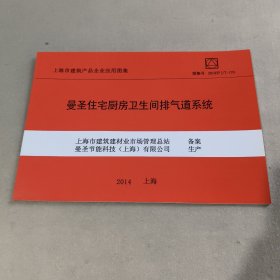 上海市建筑产品企业应用图集
曼圣住宅厨房卫生间排气道系统
上海市建筑建材业市场管理总站 备案
曼圣节能科技（上海）有限公司 生产
2014 上海